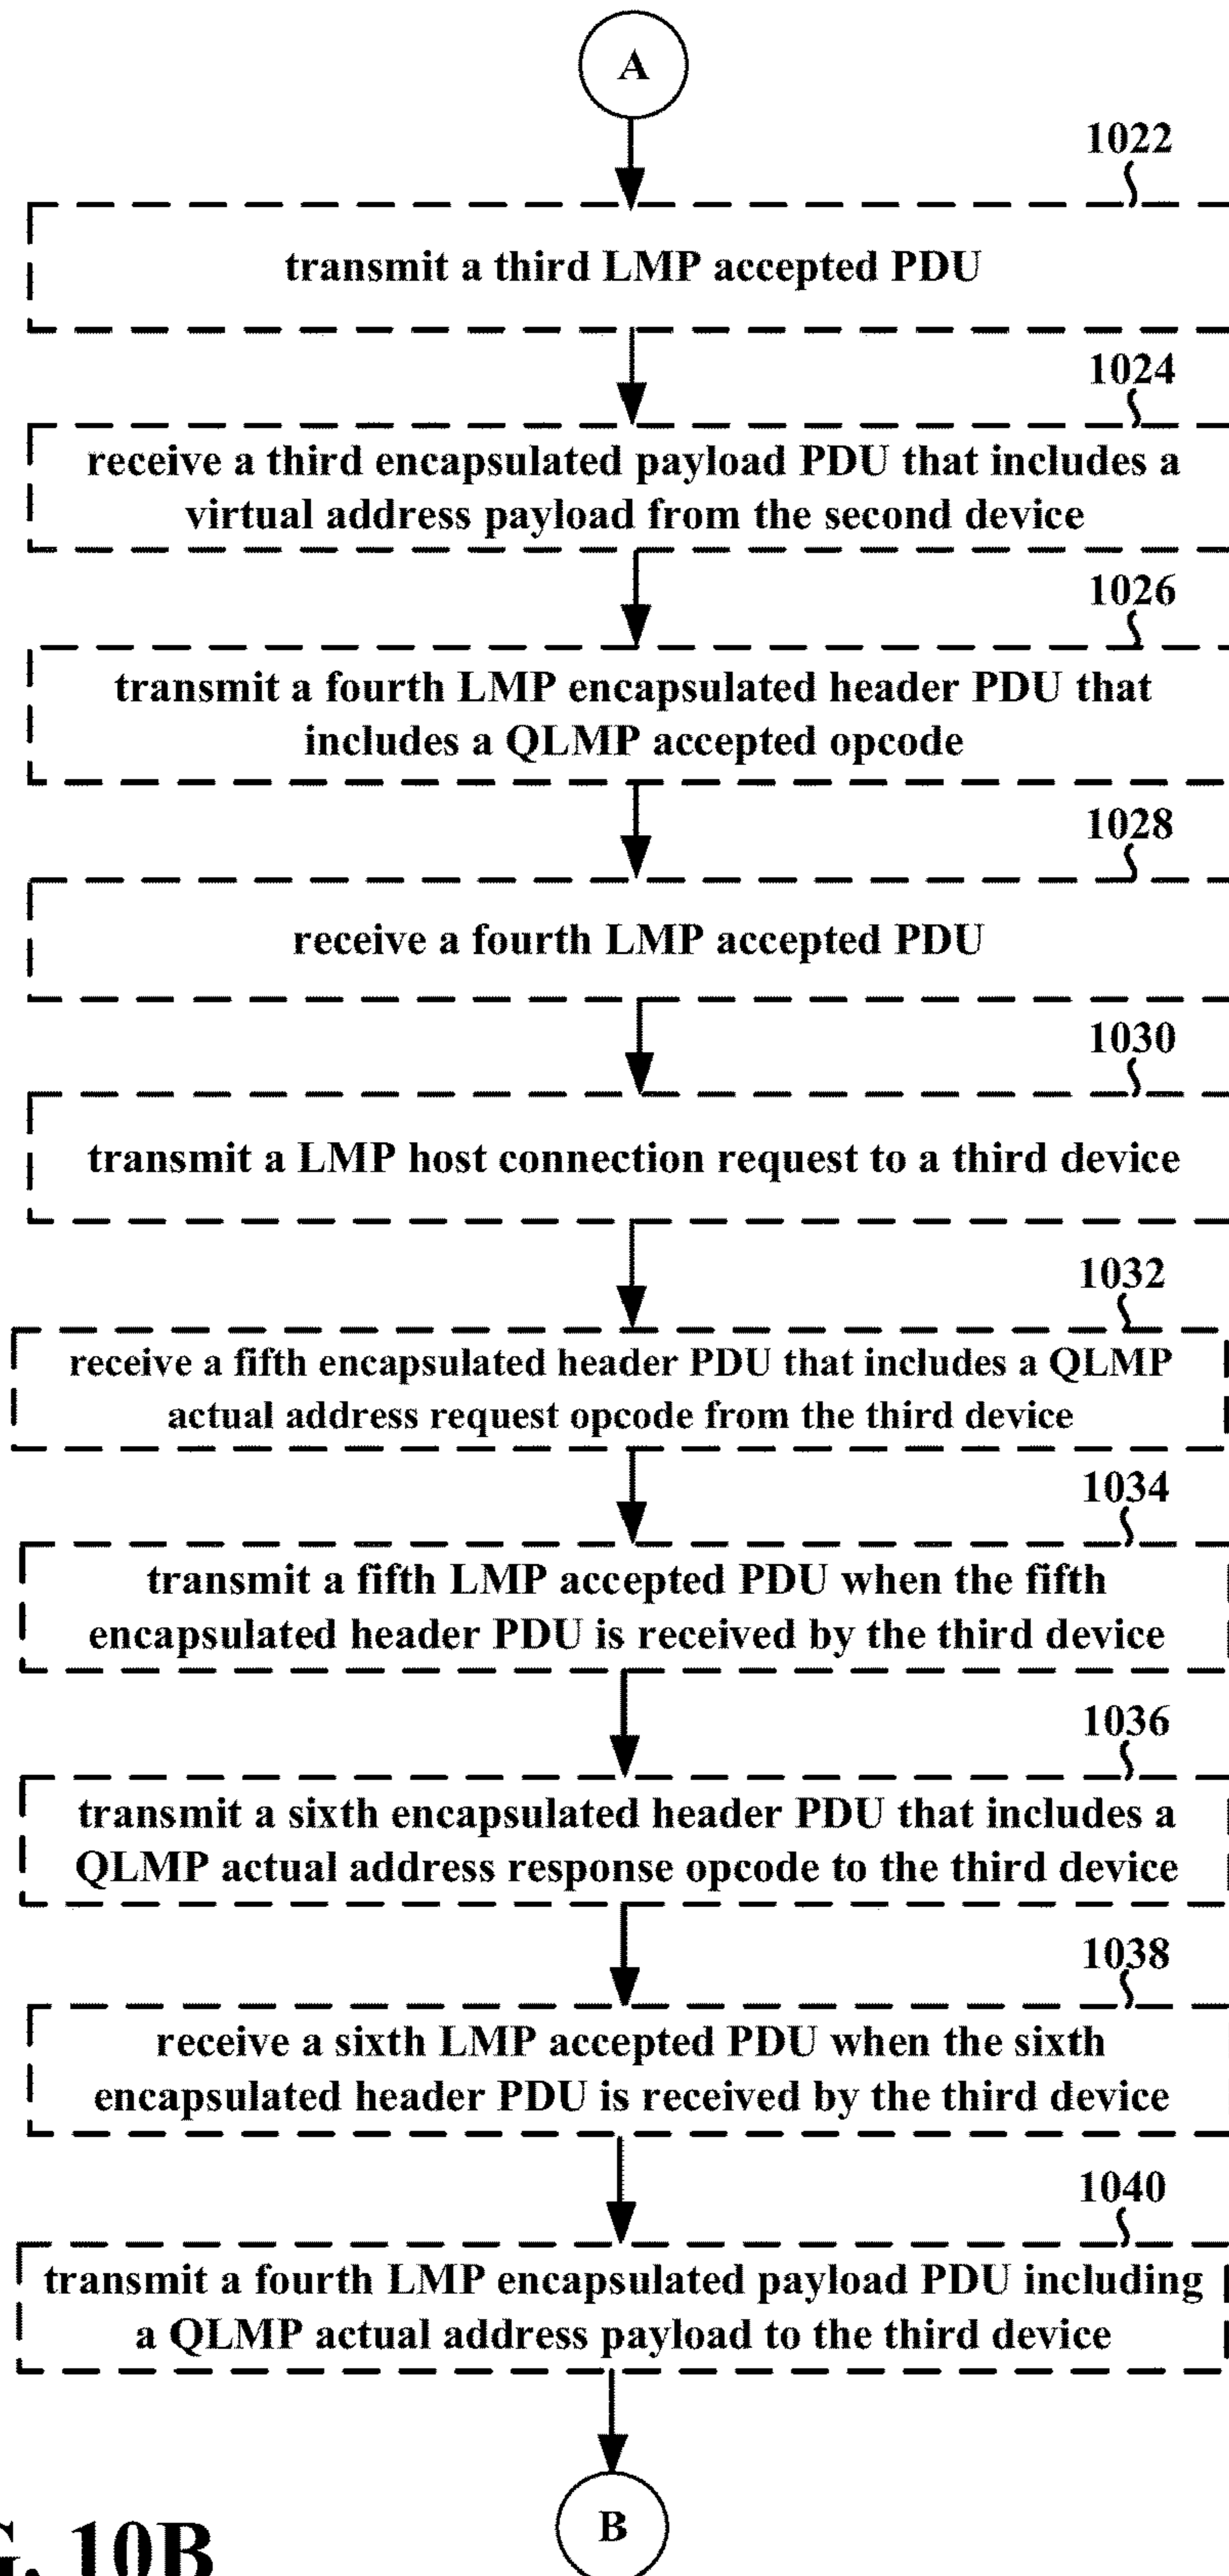 A
1022
transmit a third LMP accepted PDU
1024
receive a third encapsulated payload PDU that includes a
virtual address payload from the second device
1026
transmit a fourth LMP encapsulated header PDU that
includes a QLMP accepted opcode
1028
receive a fourth LMP accepted PDU
1030
transmit a LMP host connection request to a third device
1032
receive a fifth encapsulated header PDU that includes a QLMP
actual address request opcode from the third device
1034
transmit a fifth LMP accepted PDU when the fifth
encapsulated header PDU is received by the third device
1036
transmit a sixth encapsulated header PDU that includes a
QLMP actual address response opcode to the third device
1038
receive a sixth LMP accepted PDU when the sixth
encapsulated header PDU is received by the third device
1040
transmit a fourth LMP encapsulated payload PDU including
a QLMP actual address payload to the third device
B
G. 10B